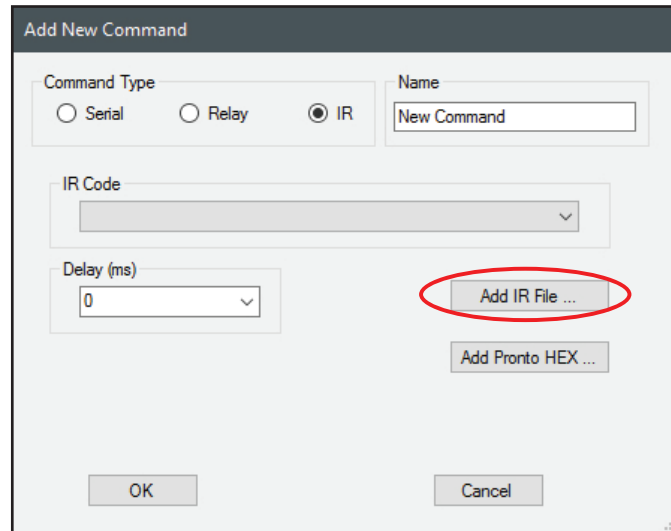 Add New Command
Command Type
Serial
Relay
IR
Name
New Command
IR Code
Delay (ms)
0
Add IR File ...
Add Pronto HEX ...
OK
Cancel